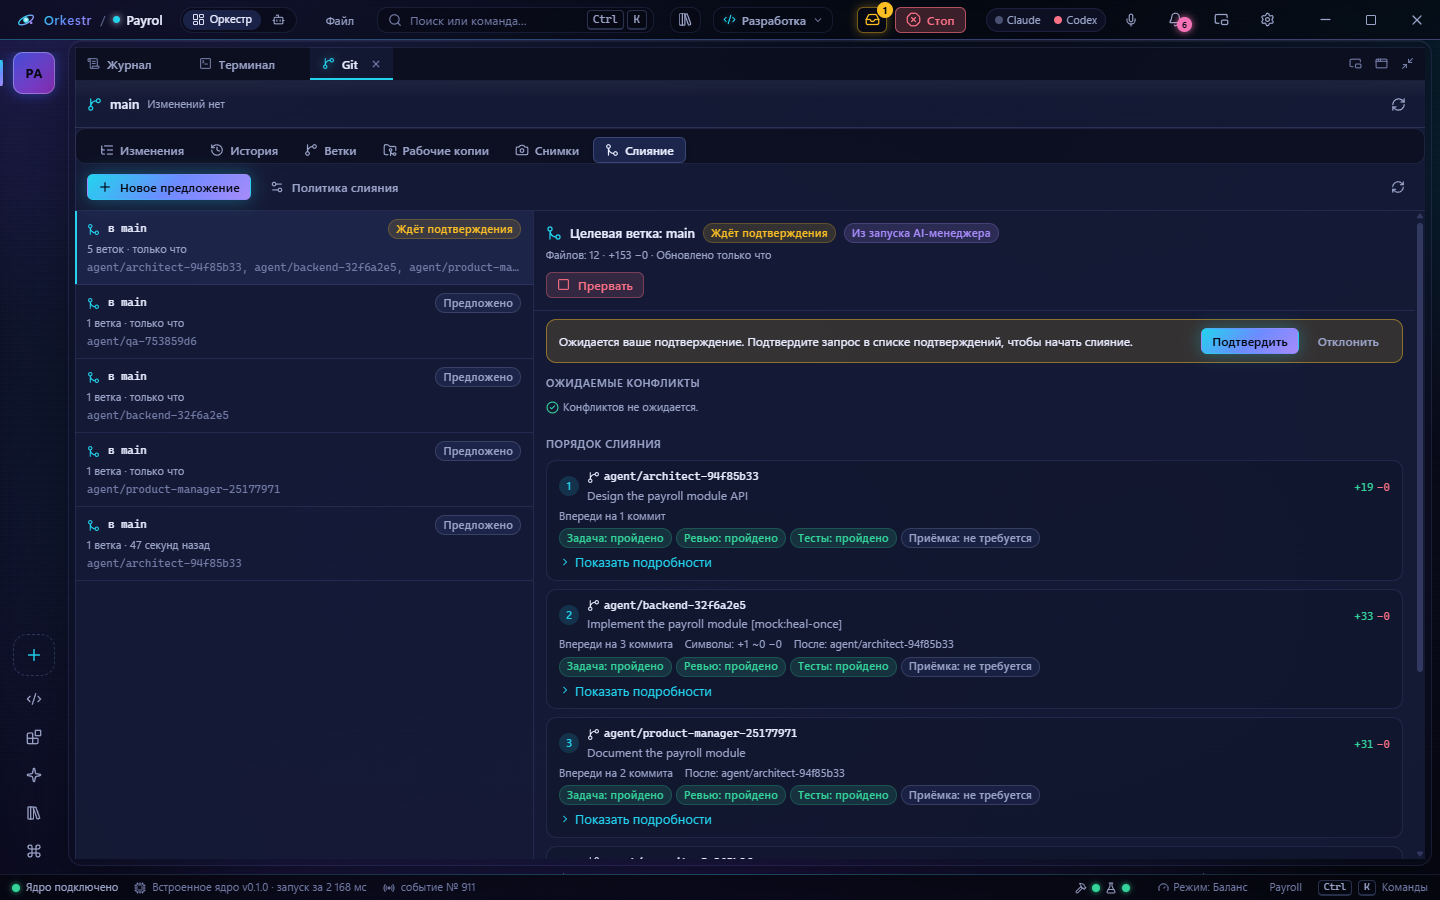 Orkestr / Payrol
Оркестр
Файл
Поиск или команда...
Ctrl K
Разработка
1
Стоп
Claude
Codex
6
PA
Журнал
Терминал
Git
main Изменений нет
Изменения
История
Ветки
Рабочие копии
Снимки
Слияние
Новое предложение
Политика слияния
в main
Ждёт подтверждения
5 веток · только что
agent/architect-94f85b33, agent/backend-32f6a2e5, agent/product-ma…
в main
Предложено
1 ветка · только что
agent/qa-753859d6
в main
Предложено
1 ветка · только что
agent/backend-32f6a2e5
в main
Предложено
1 ветка · только что
agent/product-manager-25177971
в main
Предложено
1 ветка · 47 секунд назад
agent/architect-94f85b33
Целевая ветка: main
Ждёт подтверждения
Из запуска AI-менеджера
Файлов: 12 · +153 −0 · Обновлено только что
Прервать
Ожидается ваше подтверждение. Подтвердите запрос в списке подтверждений, чтобы начать слияние.
Подтвердить
Отклонить
ОЖИДАЕМЫЕ КОНФЛИКТЫ
Конфликтов не ожидается.
ПОРЯДОК СЛИЯНИЯ
1
agent/architect-94f85b33
Design the payroll module API
+19 −0
Впереди на 1 коммит
Задача: пройдено
Ревью: пройдено
Тесты: пройдено
Приёмка: не требуется
Показать подробности
2
agent/backend-32f6a2e5
Implement the payroll module [mock:heal-once]
+33 −0
Впереди на 3 коммита Символы: +1 ~0 −0 После: agent/architect-94f85b33
Задача: пройдено
Ревью: пройдено
Тесты: пройдено
Приёмка: не требуется
Показать подробности
3
agent/product-manager-25177971
Document the payroll module
+31 −0
Впереди на 2 коммита После: agent/architect-94f85b33
Задача: пройдено
Ревью: пройдено
Тесты: пройдено
Приёмка: не требуется
Показать подробности
Ядро подключено
Встроенное ядро v0.1.0 · запуск за 2 168 мс
событие № 911
Режим: Баланс
Payroll
Ctrl K Команды